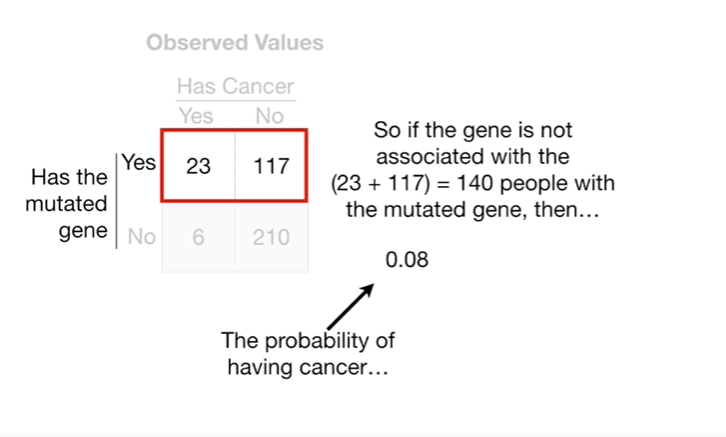 Observed Values
Has Cancer
Yes No
Has the
mutated
gene
Yes 23 117
No 6 210
So if the gene is not
associated with the
(23 + 117) = 140 people with
the mutated gene, then…
0.08
The probability of
having cancer…